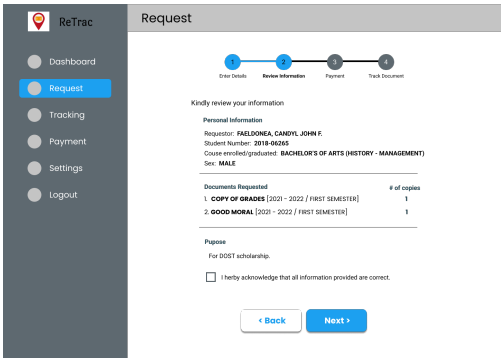 ReTrac
Request
Dashboard
Request
Tracking
Payment
Settings
Logout
1 2 3 4
Enter Details Review Information Payment Track Document
Kindly review your information
Personal Information
Requestor: FAELDONEA, CANDYL JOHN F.
Student Number: 2018-06265
Couse enrolled/graduated: BACHELOR'S OF ARTS (HISTORY - MANAGEMENT)
Sex: MALE
Documents Requested # of copies
1. COPY OF GRADES [2021 - 2022 / FIRST SEMESTER] 1
2. GOOD MORAL [2021 - 2022 / FIRST SEMESTER] 1
Pupose
For DOST scholarship.
I herby acknowledge that all information provided are correct.
< Back Next >